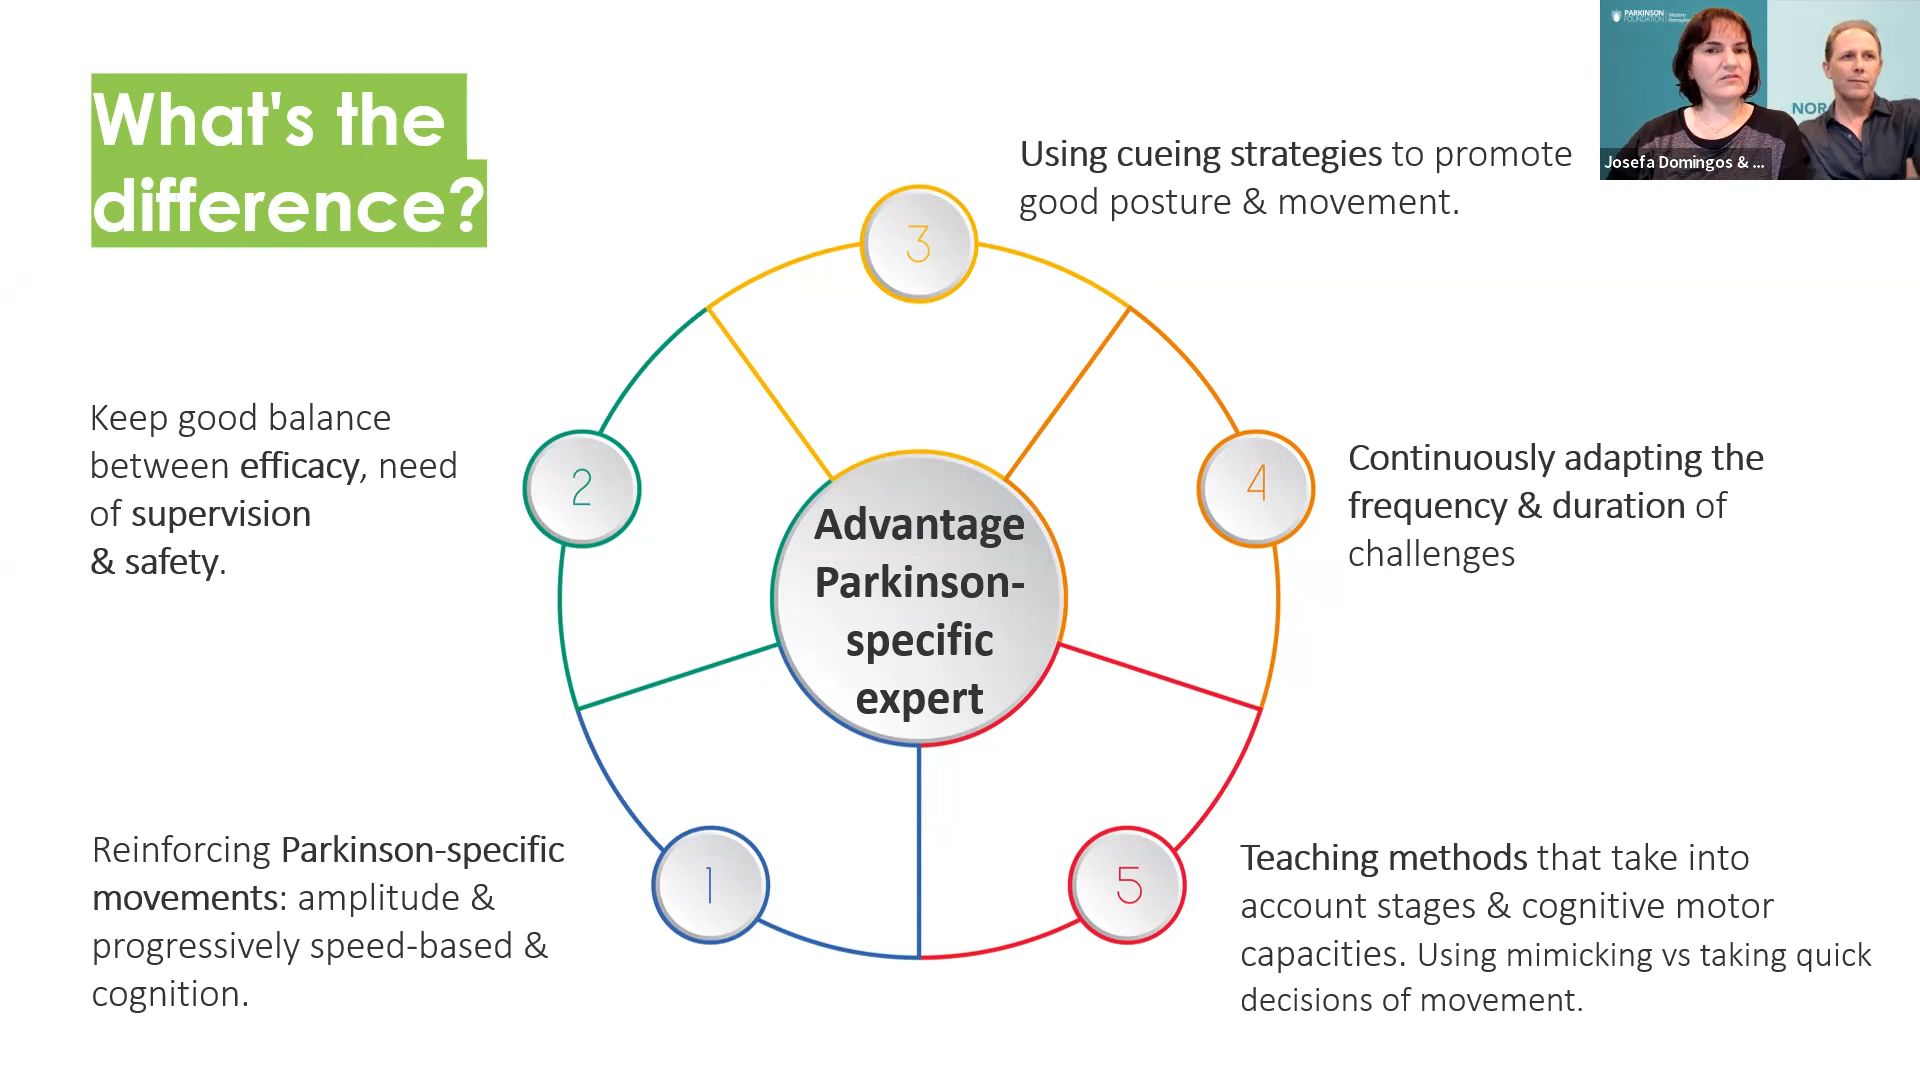 What's the
difference?
PARKINSON
FOUNDATION
Western
NOR
Josefa Domingos & ...
Using cueing strategies to promote
good posture & movement.
3
Keep good balance
between efficacy, need
of supervision
& safety.
2
4
Continuously adapting the
frequency & duration of
challenges
Advantage
Parkinson-
specific
expert
Reinforcing Parkinson-specific
movements: amplitude &
progressively speed-based &
cognition.
1
5
Teaching methods that take into
account stages & cognitive motor
capacities. Using mimicking vs taking quick
decisions of movement.